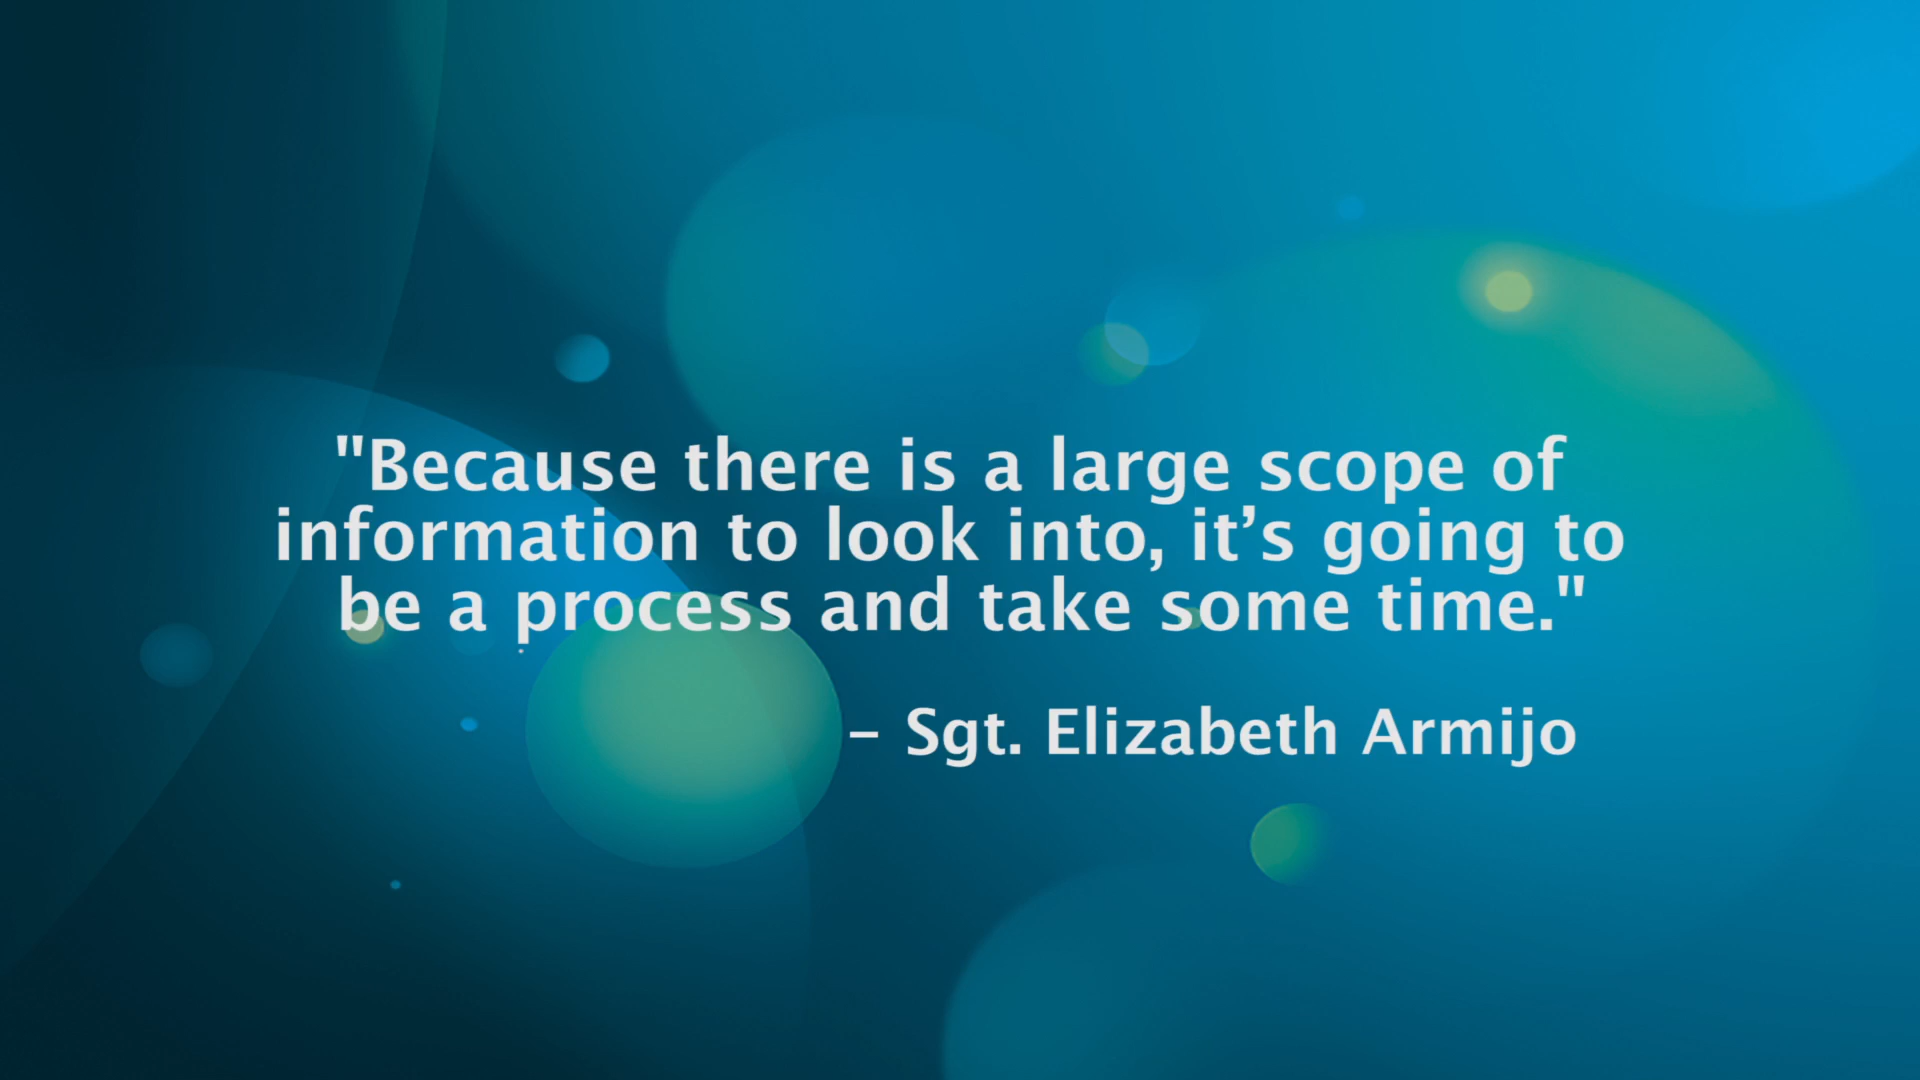 "Because there is a large scope of
information to look into, it’s going to
be a process and take some time."
– Sgt. Elizabeth Armijo